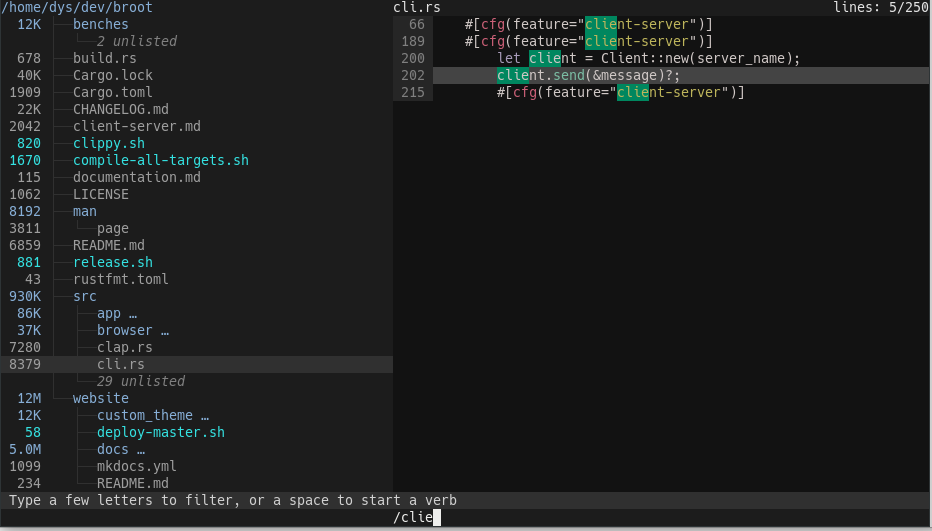 /home/dys/dev/broot
12K benches
2 unlisted
678 build.rs
40K Cargo.lock
1909 Cargo.toml
22K CHANGELOG.md
2042 client-server.md
820 clippy.sh
1670 compile-all-targets.sh
115 documentation.md
1062 LICENSE
8192 man
3811 page
6859 README.md
881 release.sh
43 rustfmt.toml
930K src
86K app …
37K browser …
7280 clap.rs
8379 cli.rs
29 unlisted
12M website
12K custom_theme …
58 deploy-master.sh
5.0M docs …
1099 mkdocs.yml
234 README.md
cli.rs lines: 5/250
66 #[cfg(feature="client-server")]
189 #[cfg(feature="client-server")]
200 let client = Client::new(server_name);
202 client.send(&message)?;
215 #[cfg(feature="client-server")]
Type a few letters to filter, or a space to start a verb
/clie